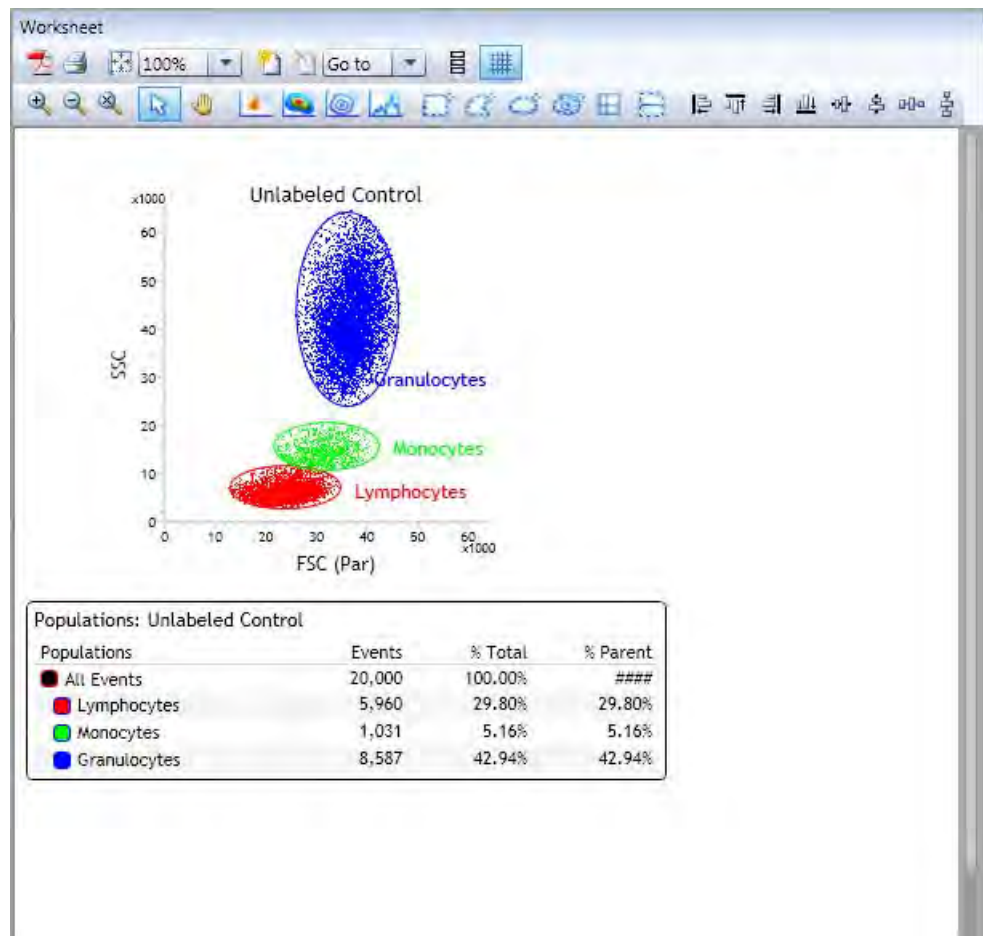 Worksheet
100%
Go to
Unlabeled Control
x1000
60
50
40
30
20
10
0
SSC
Granulocytes
Monocytes
Lymphocytes
0 10 20 30 40 50 60
x1000
FSC (Par)
Populations: Unlabeled Control
Populations Events % Total % Parent
All Events 20,000 100.00% ####
Lymphocytes 5,960 29.80% 29.80%
Monocytes 1,031 5.16% 5.16%
Granulocytes 8,587 42.94% 42.94%